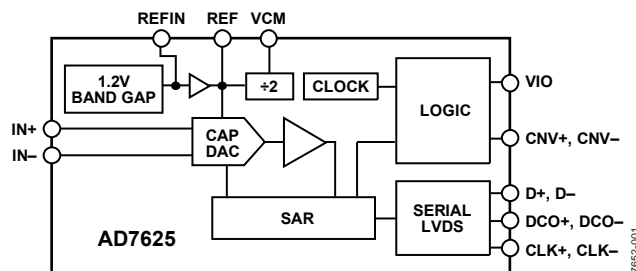 REFIN REF VCM
1.2V
BAND GAP
÷2
CLOCK
LOGIC
VIO
IN+
IN–
CAP
DAC
CNV+, CNV–
SAR
SERIAL
LVDS
D+, D–
DCO+, DCO–
CLK+, CLK–
AD7625